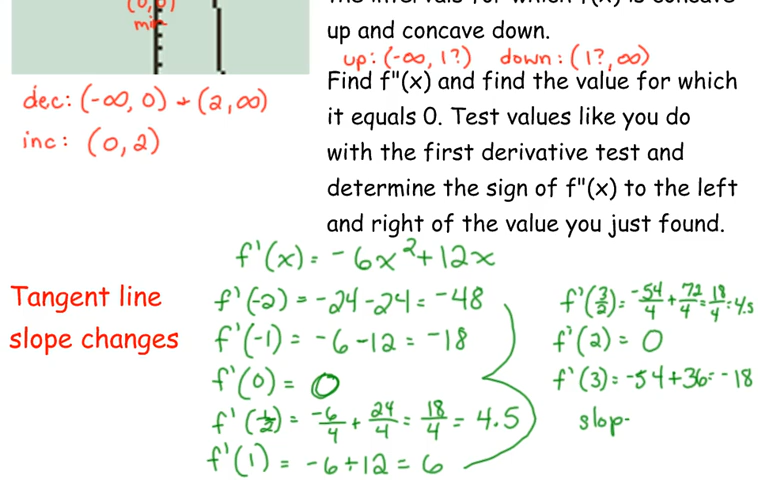 (0,0)
min
up and concave down.
up: (-∞, 1?) down: (1?, ∞)
Find f"(x) and find the value for which
it equals 0. Test values like you do
with the first derivative test and
determine the sign of f"(x) to the left
and right of the value you just found.
dec: (-∞, 0) + (2, ∞)
inc: (0, 2)
f'(x) = -6x²+12x
Tangent line
slope changes
f'(-2) = -24-24 = -48
f'(-1) = -6-12 = -18
f'(0) = 0
f'(1/2) = -6/4 + 24/4 = 18/4 = 4.5
f'(1) = -6+12 = 6
f'(3/2) = -54/4 + 72/4 = 18/4 = 4.5
f'(2) = 0
f'(3) = -54+36 = -18
slop-